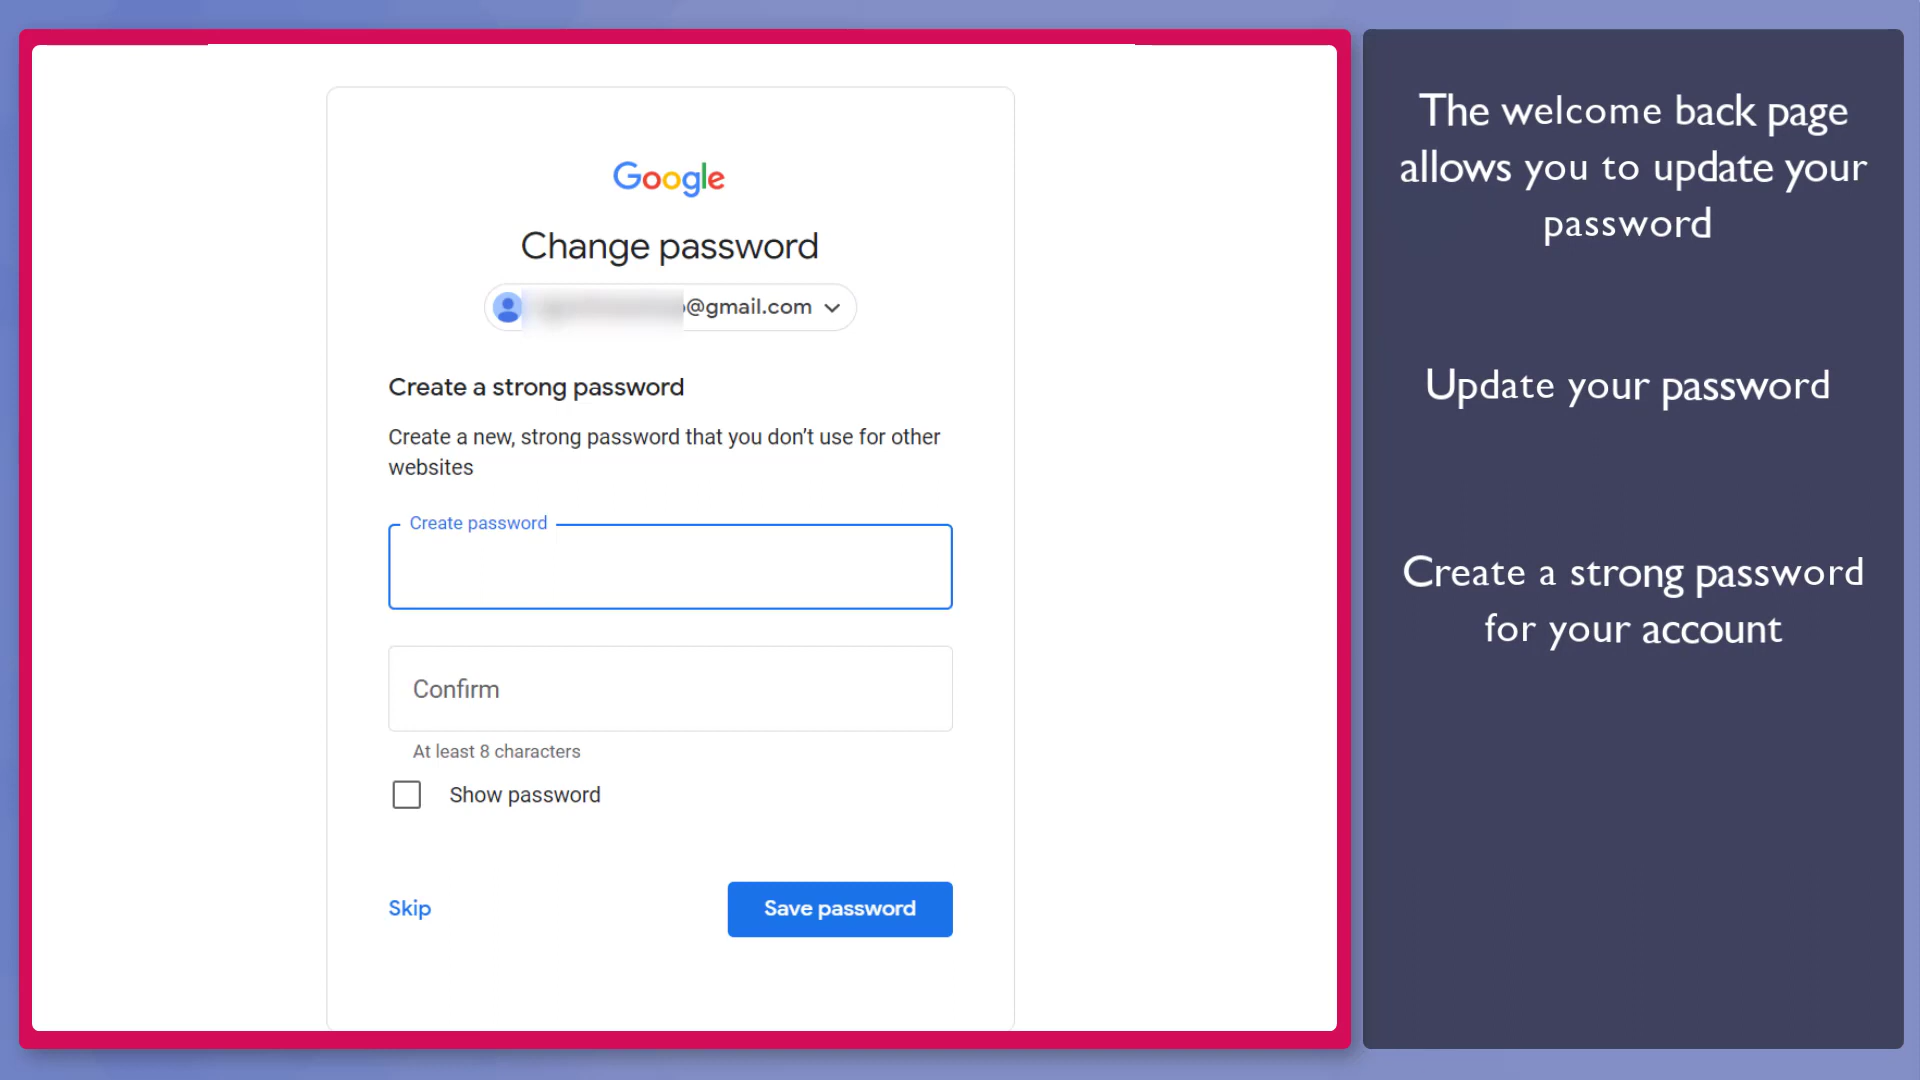 Google
Change password
@gmail.com
Create a strong password
Create a new, strong password that you don’t use for other
websites
Create password
Confirm
At least 8 characters
Show password
Skip
Save password
The welcome back page
allows you to update your
password
Update your password
Create a strong password
for your account